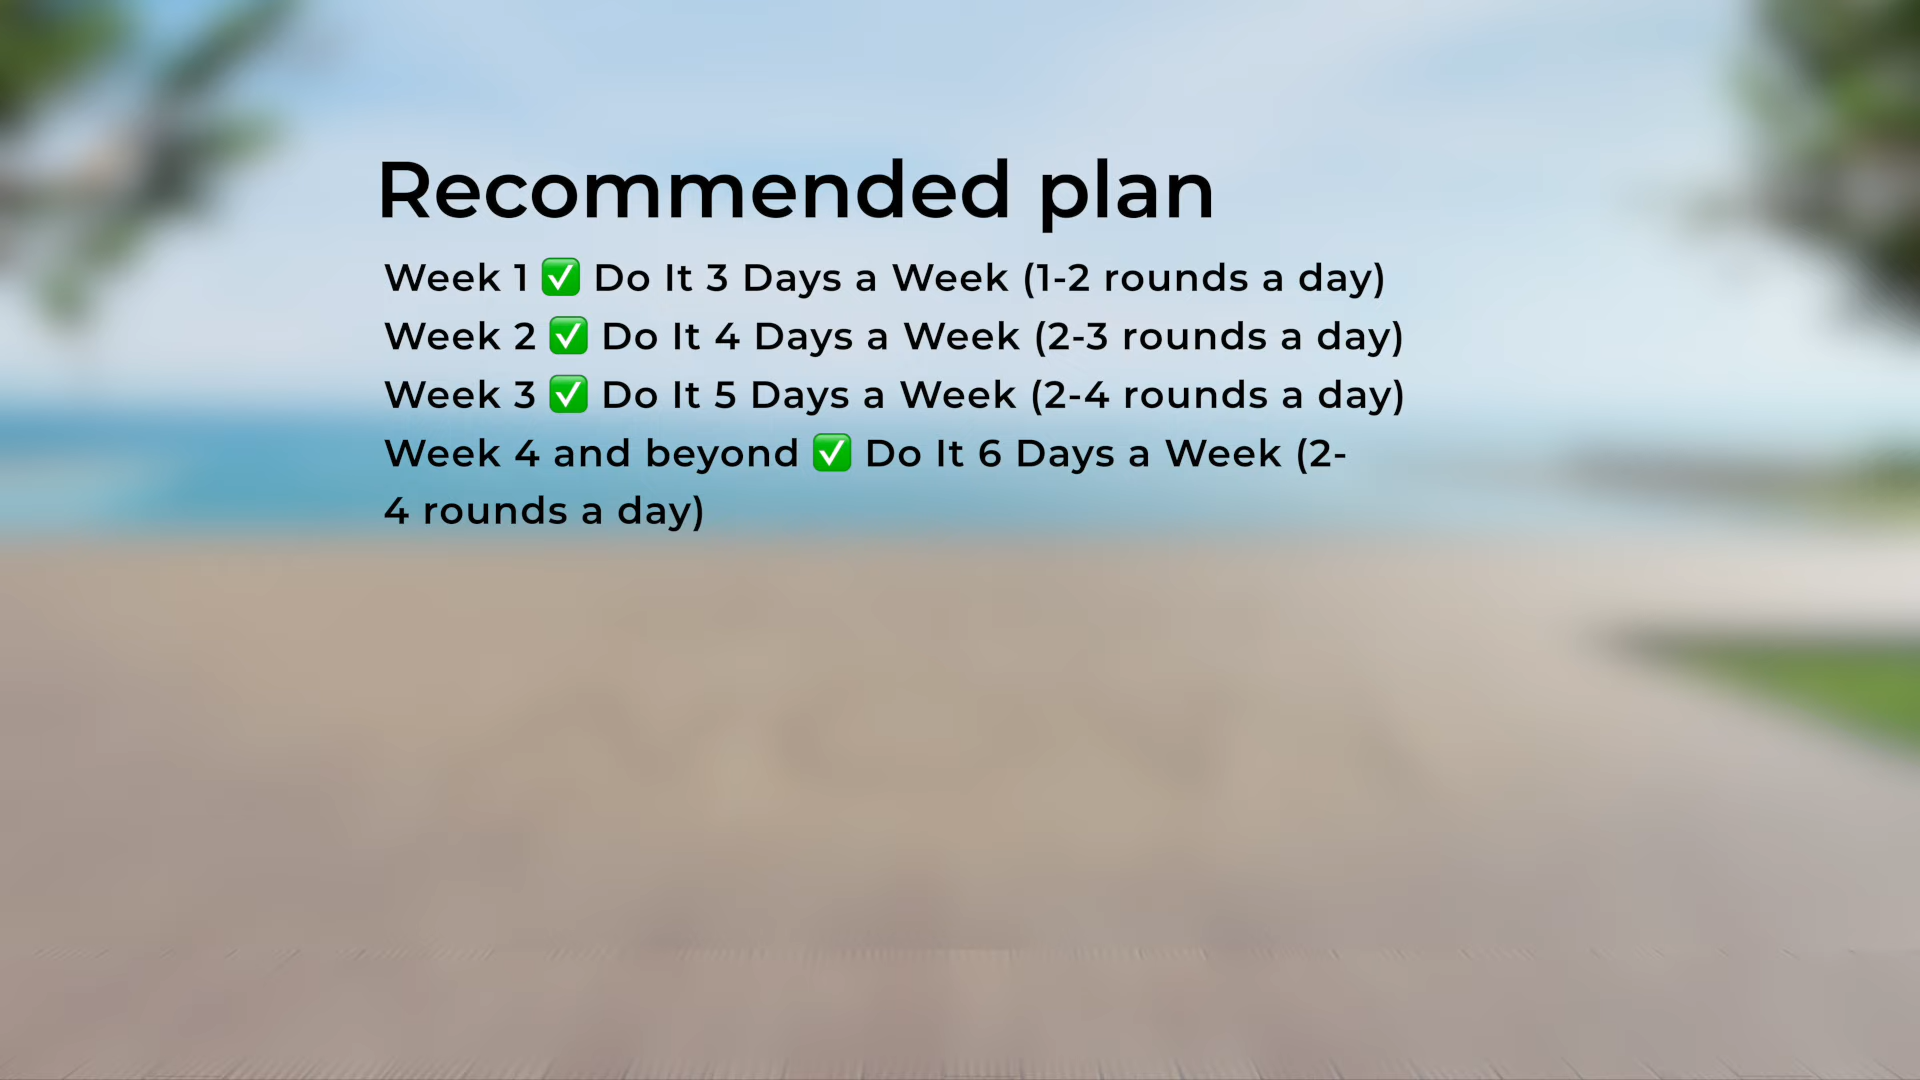 Recommended plan
Week 1 ✅ Do It 3 Days a Week (1-2 rounds a day)
Week 2 ✅ Do It 4 Days a Week (2-3 rounds a day)
Week 3 ✅ Do It 5 Days a Week (2-4 rounds a day)
Week 4 and beyond ✅ Do It 6 Days a Week (2-
4 rounds a day)